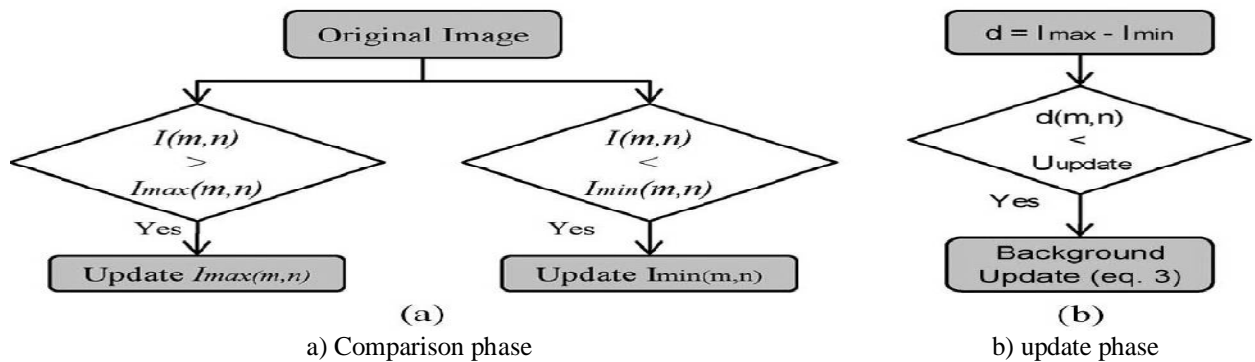 Original Image
I(m,n)
>
Imax(m,n)
Yes
Update Imax(m,n)
I(m,n)
<
Imin(m,n)
Yes
Update Imin(m,n)
(a)
a) Comparison phase
d = Imax - Imin
d(m,n)
<
Uupdate
Yes
Background
Update (eq. 3)
(b)
b) update phase